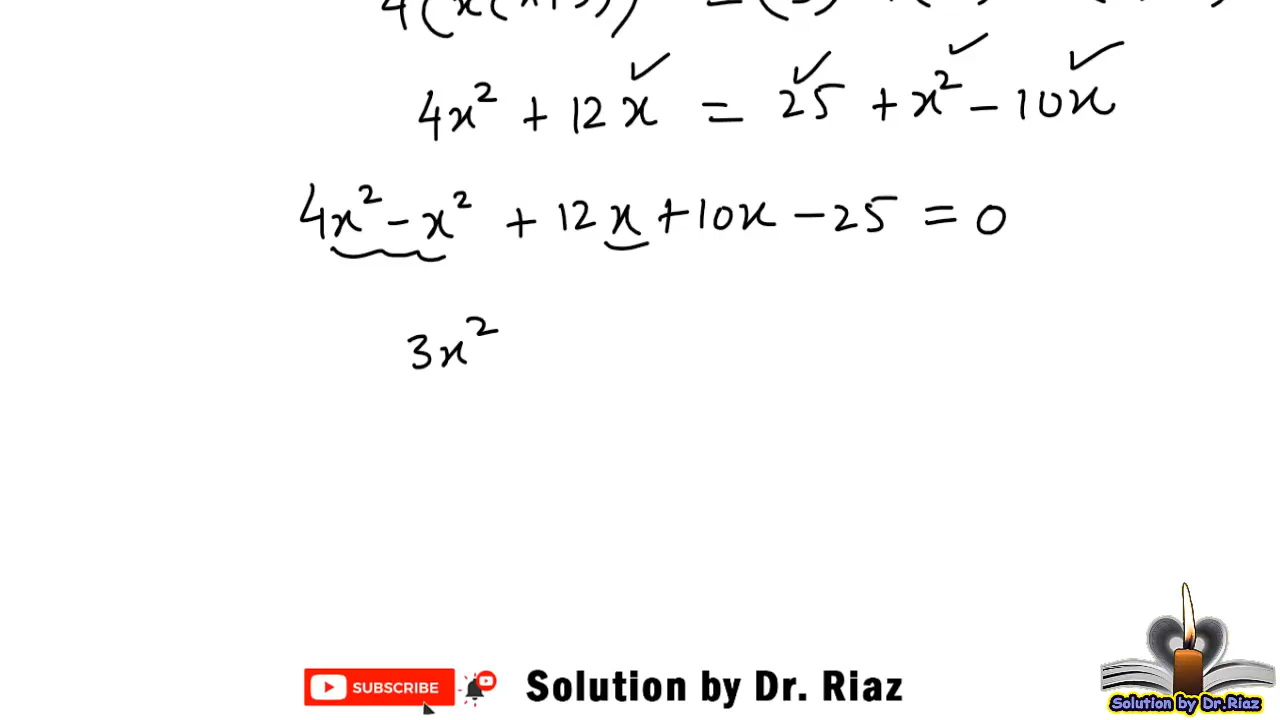 4x² + 12x = 25 + x² - 10x
4x² - x² + 12x + 10x - 25 = 0
3x²
SUBSCRIBE
Solution by Dr. Riaz
Solution by Dr.Riaz